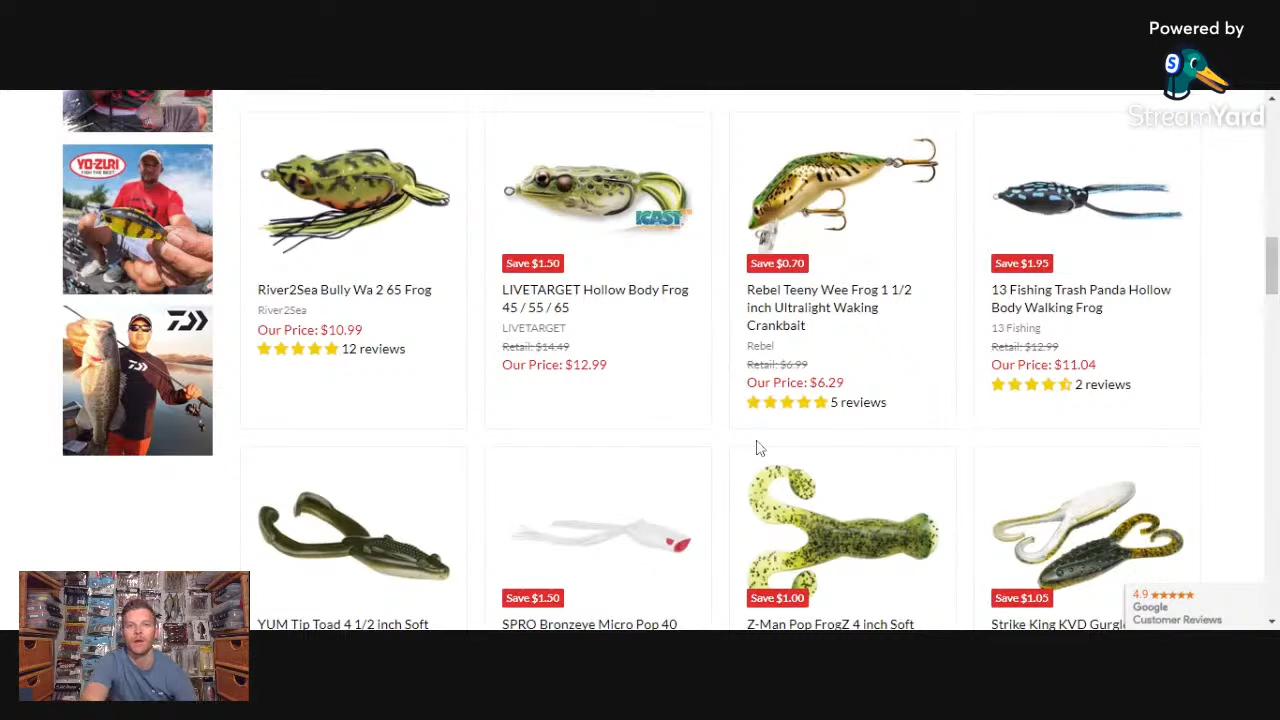 Powered by
S
StreamYard
YO-ZURI
FISH THE BEST
ICAST
Save $1.50
Save $0.70
Save $1.95
River2Sea Bully Wa 2 65 Frog
River2Sea
Our Price: $10.99
12 reviews
LIVETARGET Hollow Body Frog
45 / 55 / 65
LIVETARGET
Retail: $14.49
Our Price: $12.99
Rebel Teeny Wee Frog 1 1/2
inch Ultralight Waking
Crankbait
Rebel
Retail: $6.99
Our Price: $6.29
5 reviews
13 Fishing Trash Panda Hollow
Body Walking Frog
13 Fishing
Retail: $12.99
Our Price: $11.04
2 reviews
Save $1.50
Save $1.00
Save $1.05
YUM Tip Toad 4 1/2 inch Soft
SPRO Bronzeye Micro Pop 40
Z-Man Pop FrogZ 4 inch Soft
Strike King KVD Gurgle
4.9
Google
Customer Reviews